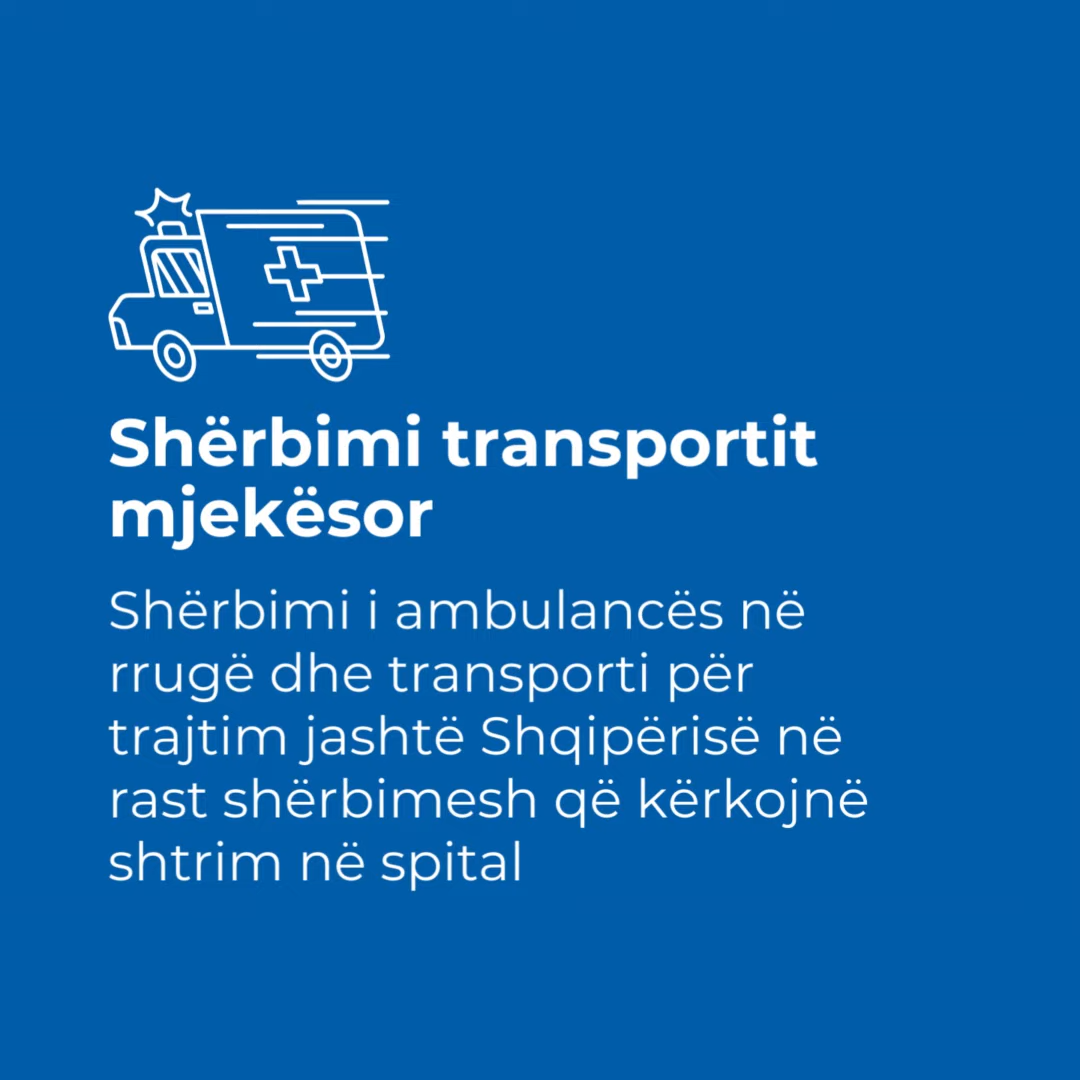 Shërbimi transportit
mjekësor
Shërbimi i ambulancës në
rrugë dhe transporti për
trajtim jashtë Shqipërisë në
rast shërbimesh që kërkojnë
shtrim në spital